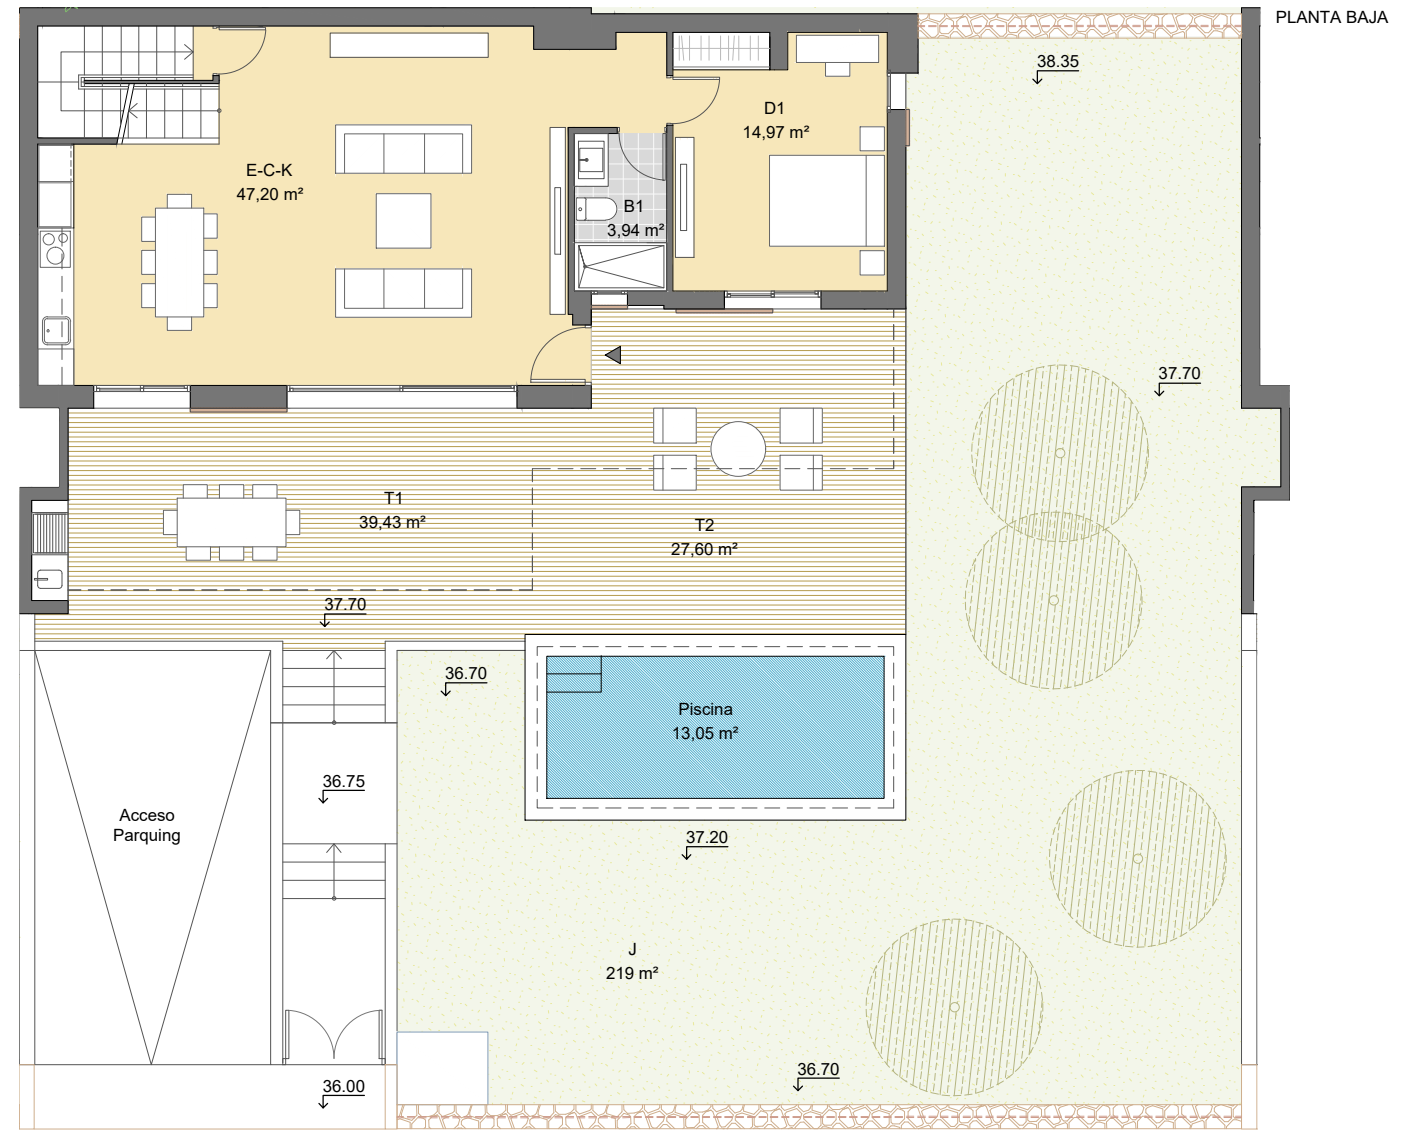 PLANTA BAJA
38.35
D1
14,97 m²
E-C-K
47,20 m²
B1
3,94 m²
37.70
T1
39,43 m²
T2
27,60 m²
37.70
36.70
Piscina
13,05 m²
36.75
Acceso
Parquing
37.20
J
219 m²
36.70
36.00